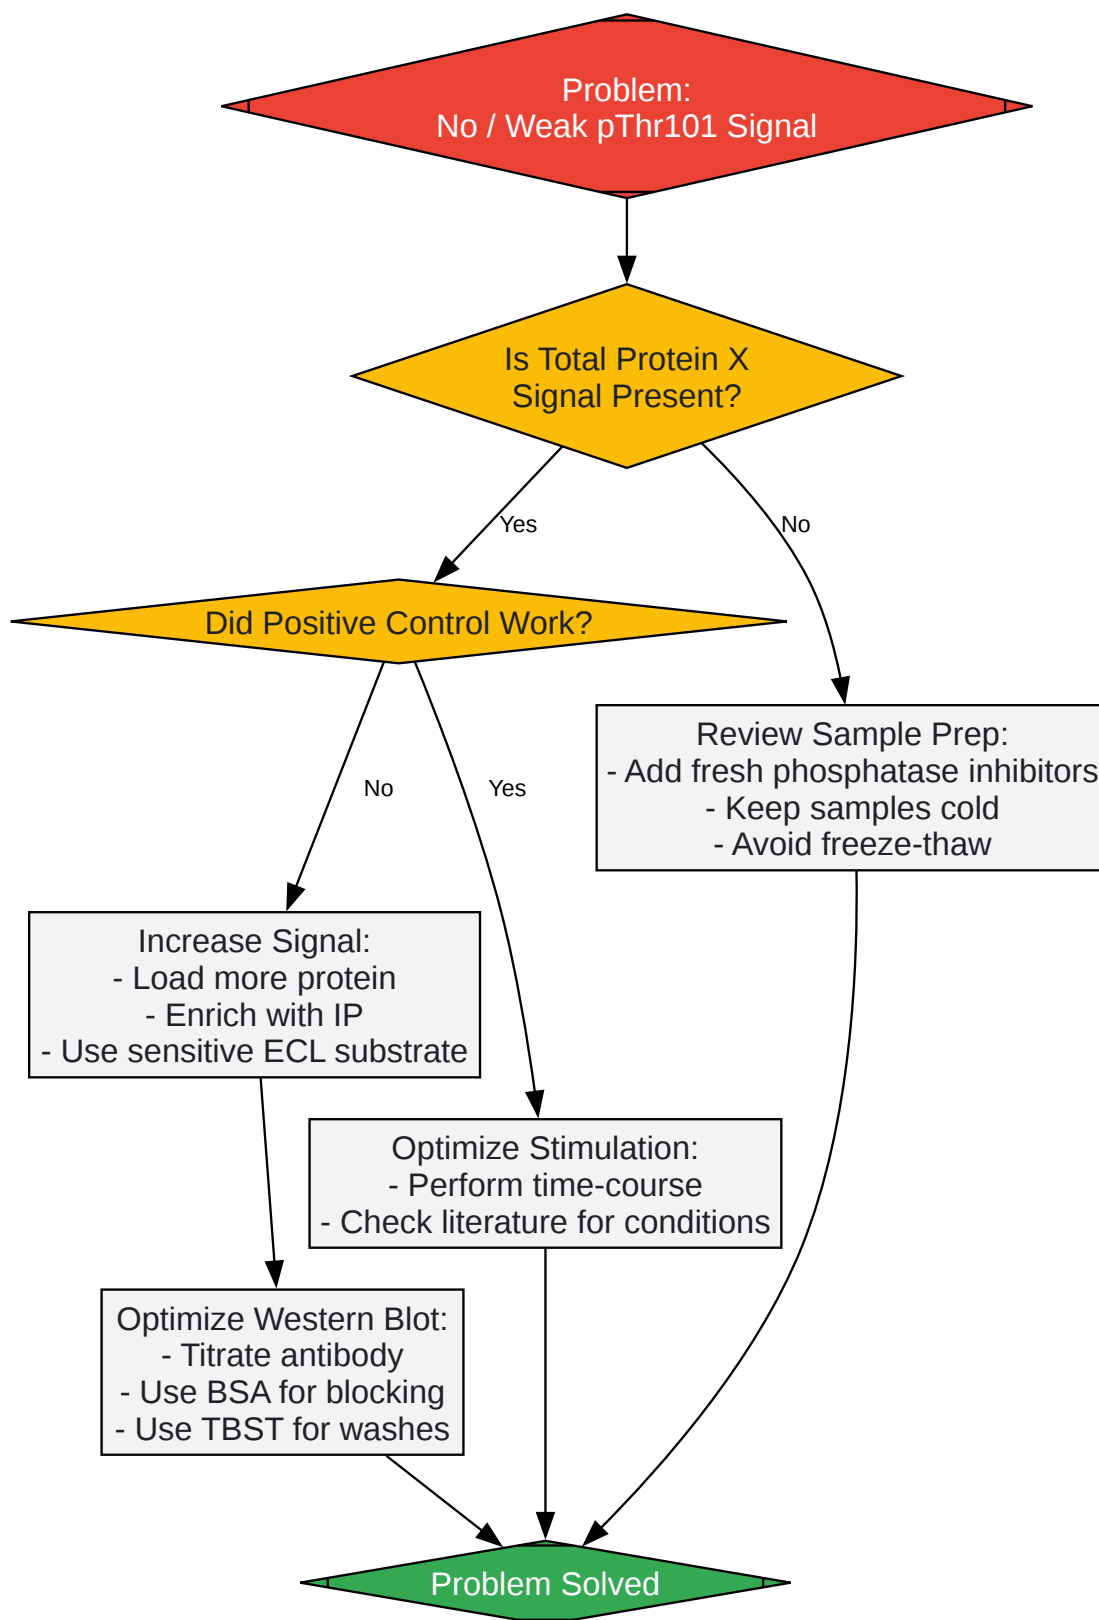 Problem:
No / Weak pThr101 Signal
Is Total Protein X
Signal Present?
Yes
No
Did Positive Control Work?
Review Sample Prep:
- Add fresh phosphatase inhibitors
- Keep samples cold
- Avoid freeze-thaw
No
Yes
Increase Signal:
- Load more protein
- Enrich with IP
- Use sensitive ECL substrate
Optimize Stimulation:
- Perform time-course
- Check literature for conditions
Optimize Western Blot:
- Titrate antibody
- Use BSA for blocking
- Use TBST for washes
Problem Solved